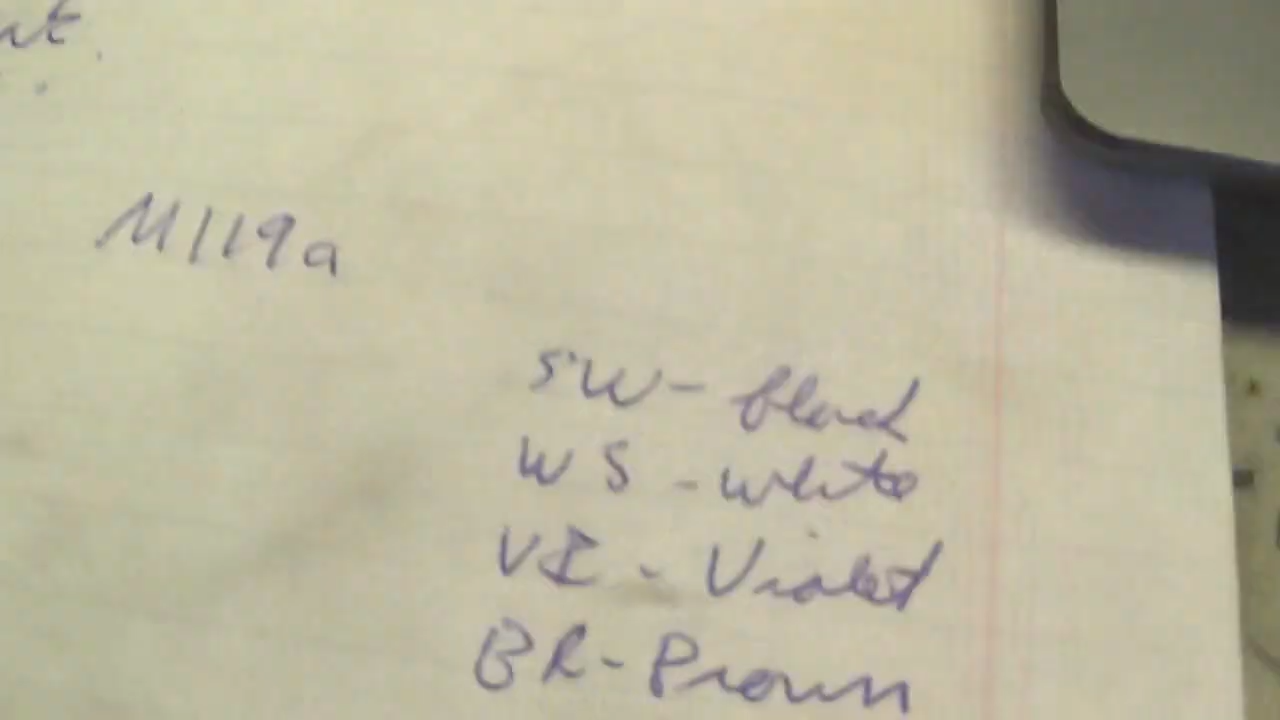 M119a
SW - black
WS - white
VI - Violet
BR - Brown